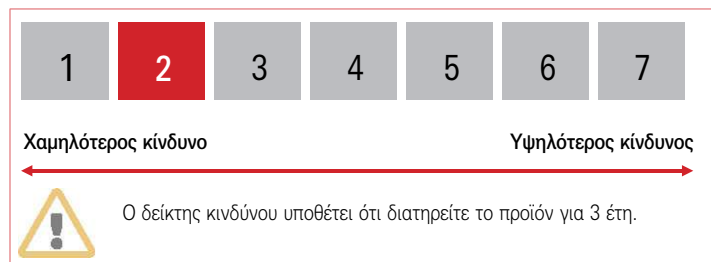 1 2 3 4 5 6 7
Χαμηλότερος κίνδυνο Υψηλότερος κίνδυνος
Ο δείκτης κινδύνου υποθέτει ότι διατηρείτε το προϊόν για 3 έτη.